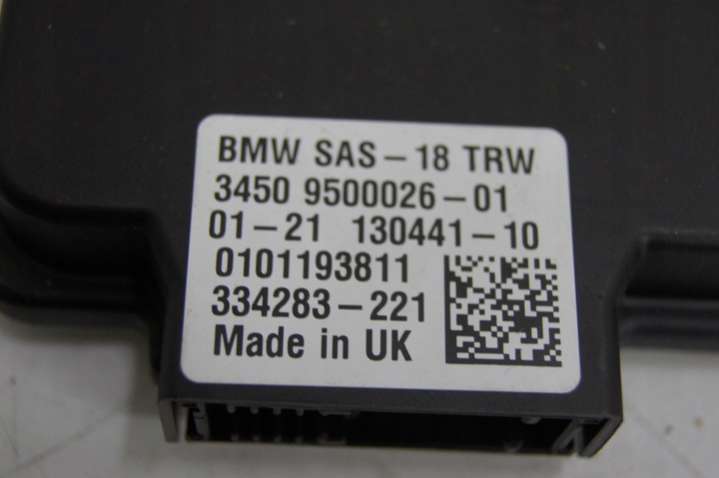 BMW SAS-18 TRW
3450 9500026-01
01-21 130441-10
0101193811
334283-221
Made in UK